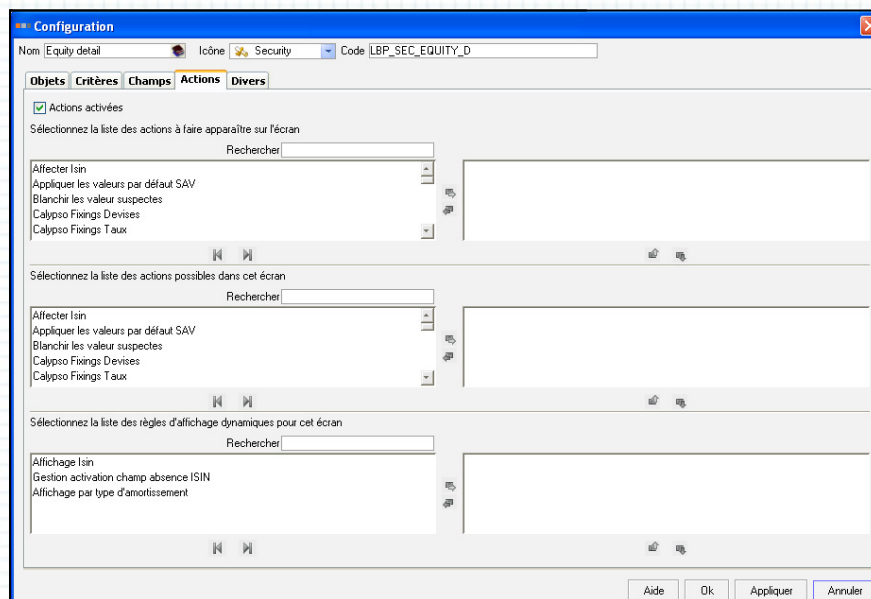 Configuration
Nom Equity detail Icône Security Code LBP_SEC_EQUITY_D
Objets Critères Champs Actions Divers
Actions activées
Sélectionnez la liste des actions à faire apparaître sur l'écran
Rechercher
Affecter Isin
Appliquer les valeurs par défaut SAV
Blanchir les valeur suspectes
Calypso Fixings Devises
Calypso Fixings Taux
Sélectionnez la liste des actions possibles dans cet écran
Rechercher
Affecter Isin
Appliquer les valeurs par défaut SAV
Blanchir les valeur suspectes
Calypso Fixings Devises
Calypso Fixings Taux
Sélectionnez la liste des règles d'affichage dynamiques pour cet écran
Rechercher
Affichage Isin
Gestion activation champ absence ISIN
Affichage par type d'amortissement
Aide Ok Appliquer Annuler